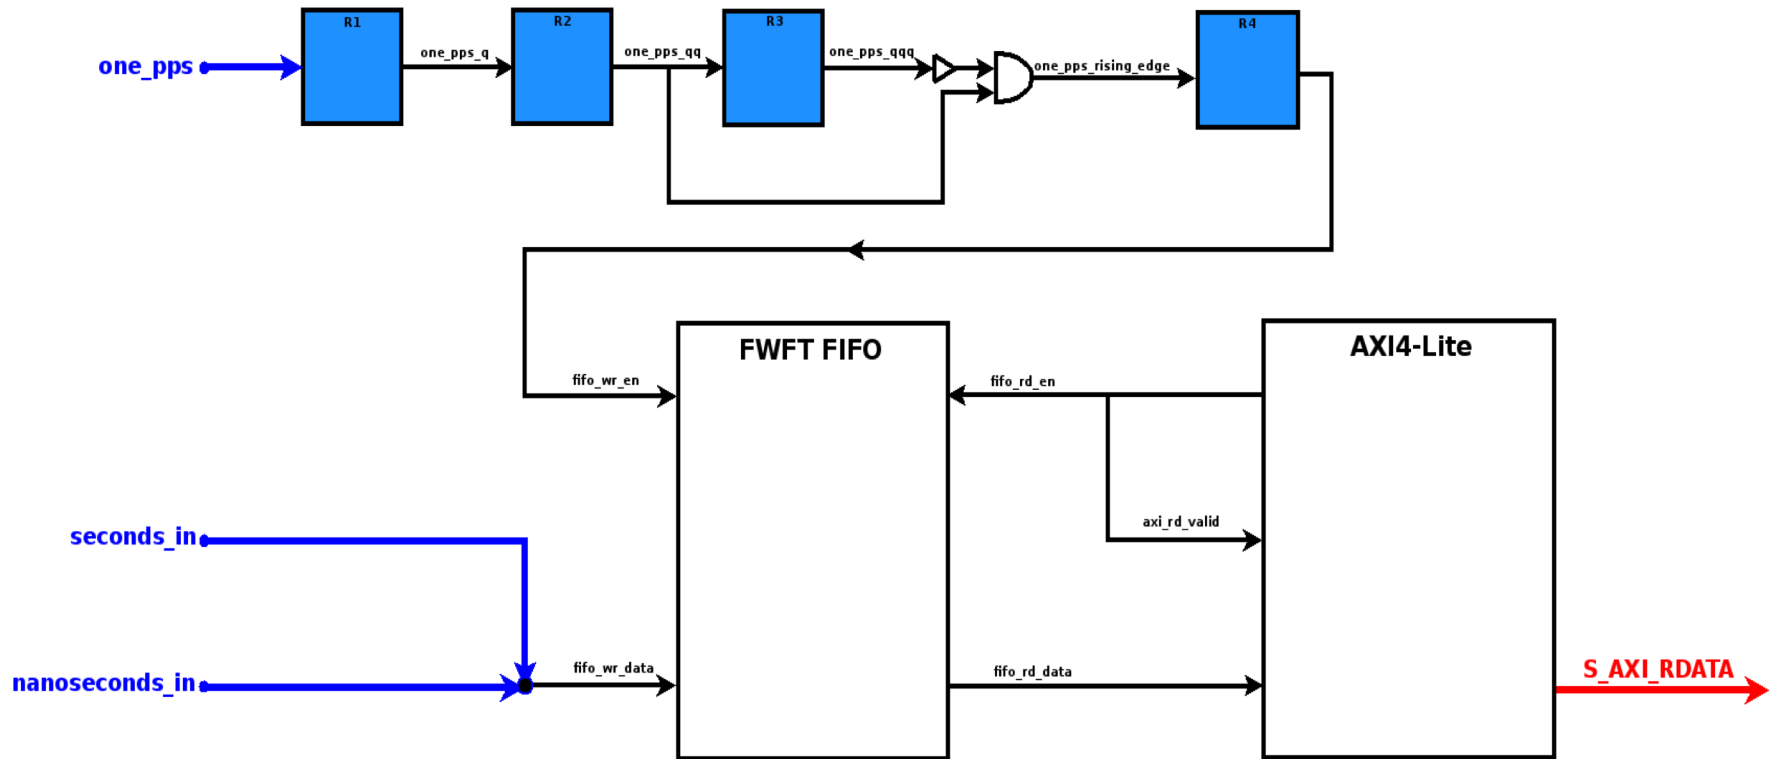 R1
R2
R3
R4
one_pps
one_pps_q
one_pps_qq
one_pps_qqq
one_pps_rising_edge
FWFT FIFO
AXI4-Lite
fifo_wr_en
fifo_rd_en
axi_rd_valid
seconds_in
nanoseconds_in
fifo_wr_data
fifo_rd_data
S_AXI_RDATA